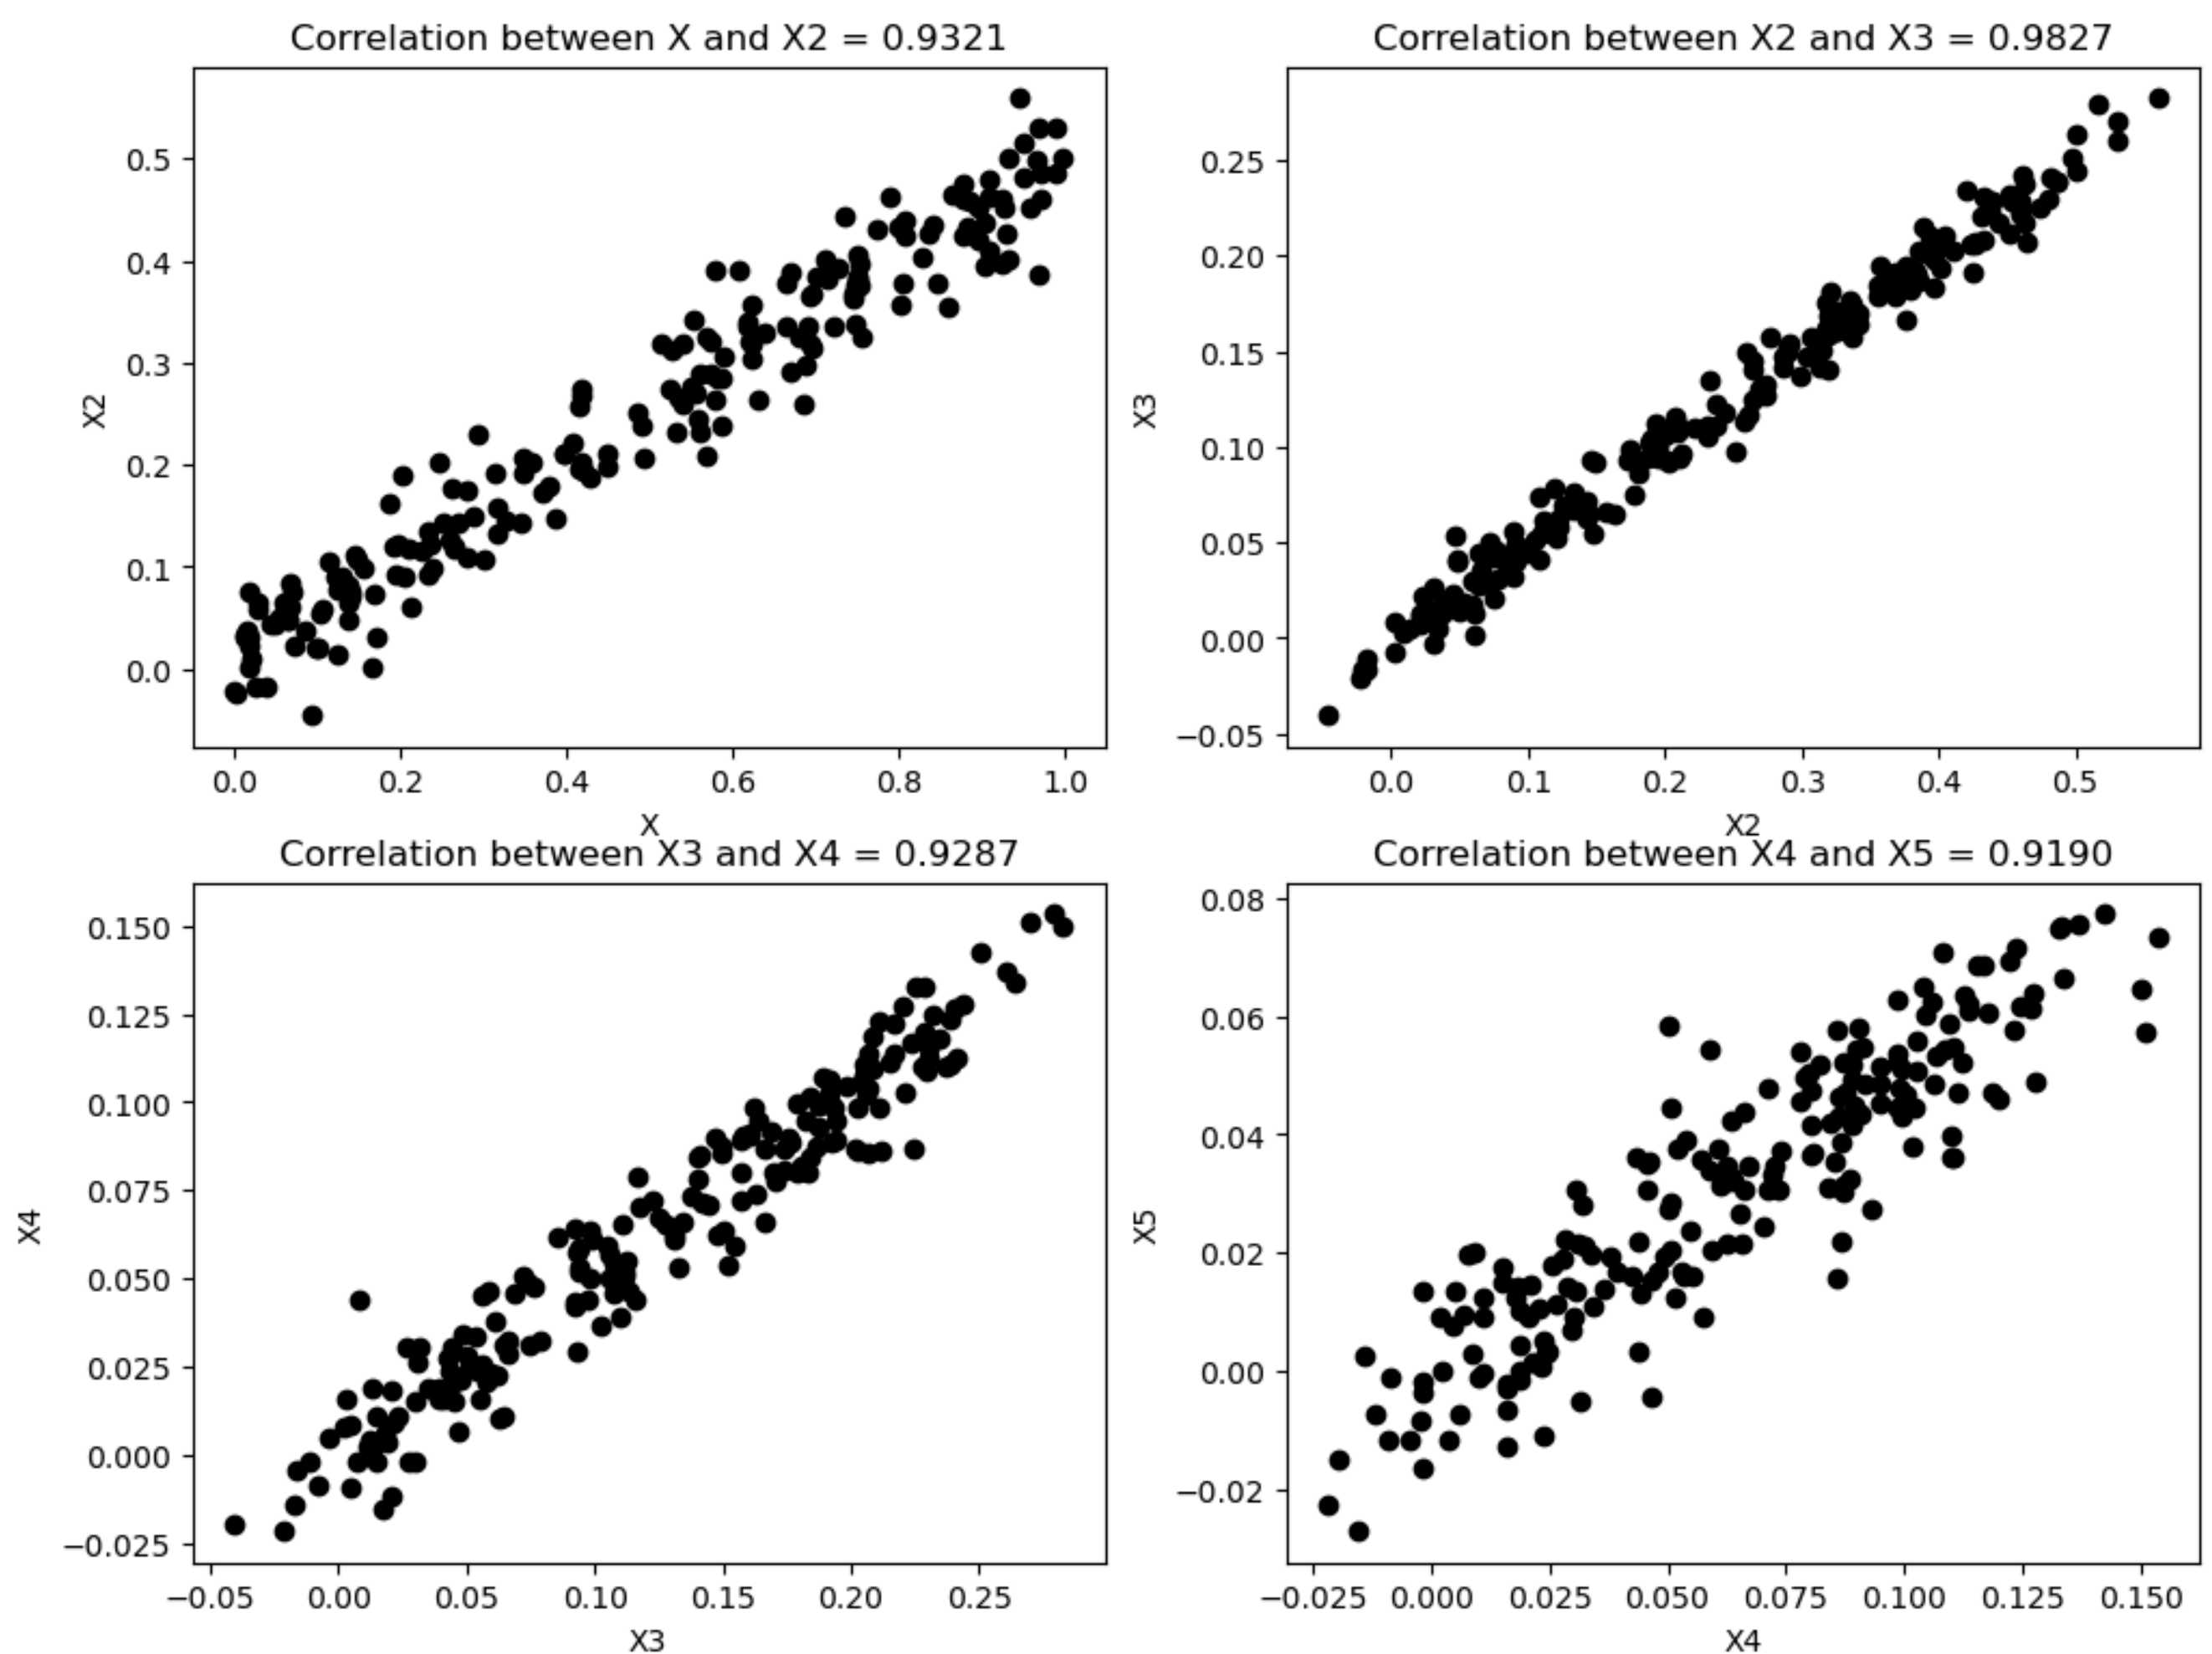 Correlation between X and X2 = 0.9321
0.5
0.4
0.3
0.2
0.1
0.0
X2
0.0 0.2 0.4 0.6 0.8 1.0
X
Correlation between X2 and X3 = 0.9827
0.25
0.20
0.15
0.10
0.05
0.00
−0.05
X3
0.0 0.1 0.2 0.3 0.4 0.5
X2
Correlation between X3 and X4 = 0.9287
0.150
0.125
0.100
0.075
0.050
0.025
0.000
−0.025
X4
−0.05 0.00 0.05 0.10 0.15 0.20 0.25
X3
Correlation between X4 and X5 = 0.9190
0.08
0.06
0.04
0.02
0.00
−0.02
X5
−0.025 0.000 0.025 0.050 0.075 0.100 0.125 0.150
X4